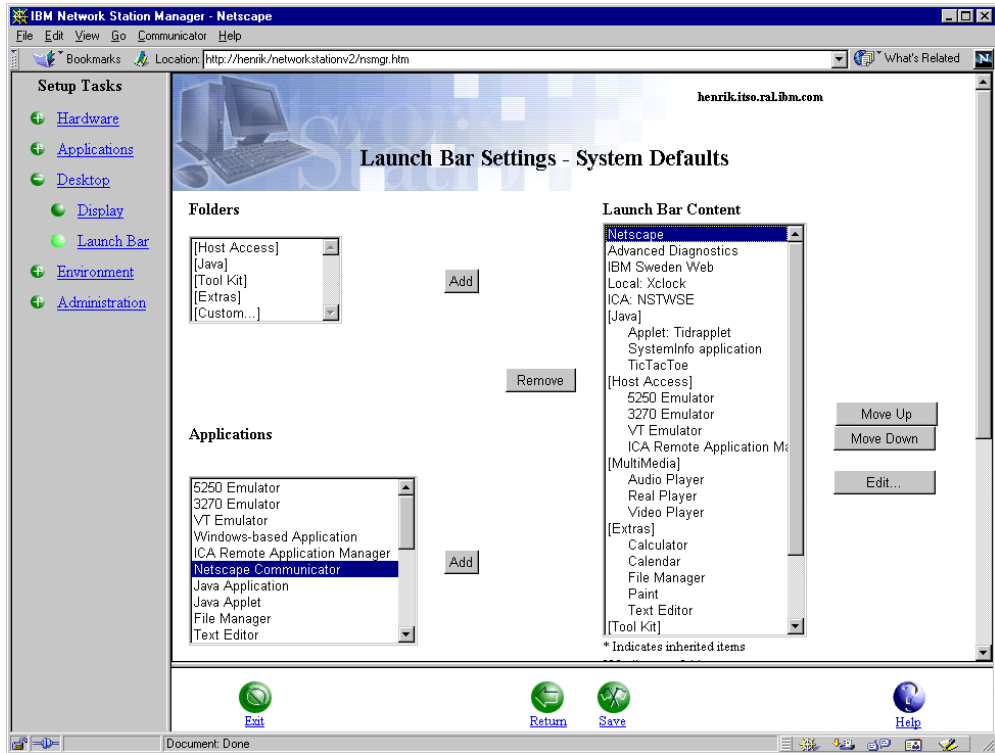 IBM Network Station Manager - Netscape
File Edit View Go Communicator Help
Bookmarks Location: http://henrik/networkstationv2/nsmgr.htm What's Related
Setup Tasks
Hardware
Applications
Desktop
Display
Launch Bar
Environment
Administration
henrik.itso.ral.ibm.com
Launch Bar Settings - System Defaults
Folders
[Host Access]
[Java]
[Tool Kit]
[Extras]
[Custom...]
Add
Remove
Applications
5250 Emulator
3270 Emulator
VT Emulator
Windows-based Application
ICA Remote Application Manager
Netscape Communicator
Java Application
Java Applet
File Manager
Text Editor
Add
Launch Bar Content
Netscape
Advanced Diagnostics
IBM Sweden Web
Local: Xclock
ICA: NSTWSE
[Java]
Applet: Tidrapplet
SystemInfo application
TicTacToe
[Host Access]
5250 Emulator
3270 Emulator
VT Emulator
ICA Remote Application Ma
[MultiMedia]
Audio Player
Real Player
Video Player
[Extras]
Calculator
Calendar
File Manager
Paint
Text Editor
[Tool Kit]
* Indicates inherited items
Move Up
Move Down
Edit...
Exit
Return
Save
Help
Document: Done